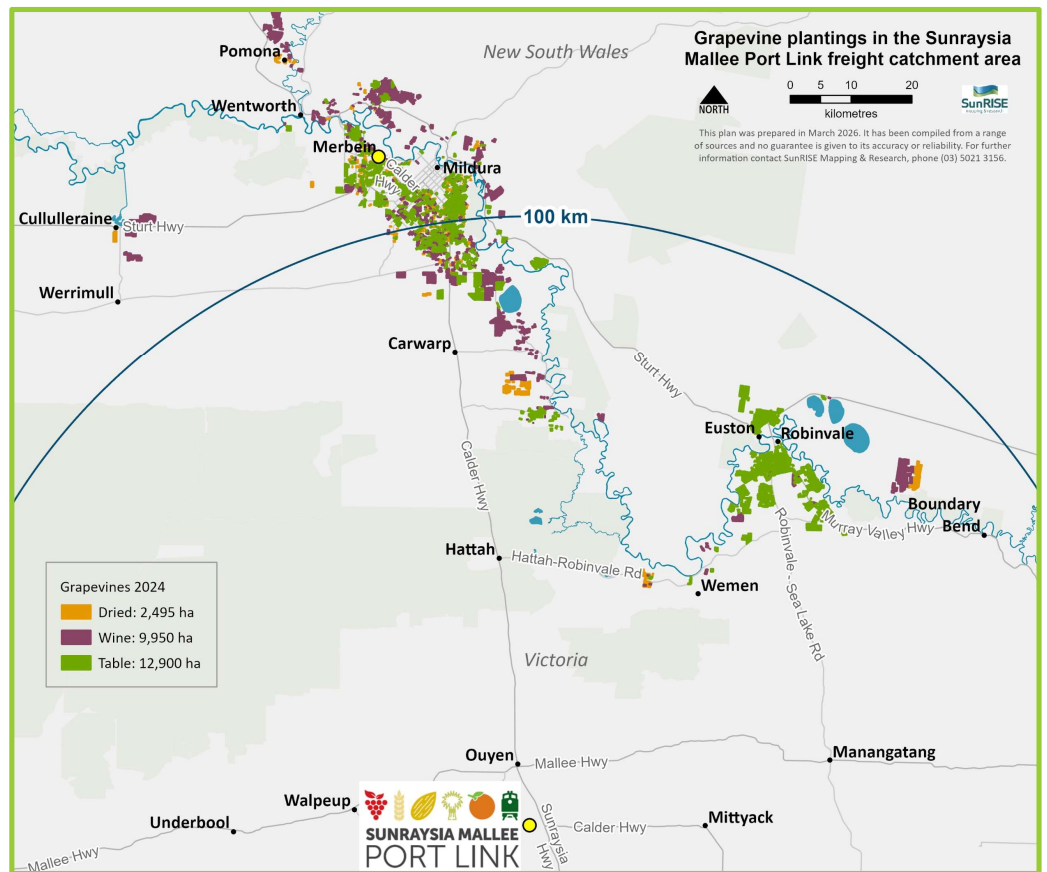 Grapevine plantings in the Sunraysia
Mallee Port Link freight catchment area
NORTH
0 5 10 20
kilometres
SunRISE
This plan was prepared in March 2026. It has been compiled from a range
of sources and no guarantee is given to its accuracy or reliability. For further
information contact SunRISE Mapping & Research, phone (03) 5021 3156.
New South Wales
Pomona
Wentworth
Merbein
Calder
Hwy
Mildura
Cullulleraine
Sturt Hwy
100 km
Werrimull
Carwarp
Sturt Hwy
Euston
Robinvale
Calder Hwy
Boundary
Bend
Murray Valley Hwy
Robinvale - Sea Lake Rd
Hattah
Hattah-Robinvale Rd
Wemen
Grapevines 2024
Dried: 2,495 ha
Wine: 9,950 ha
Table: 12,900 ha
Victoria
Ouyen
Mallee Hwy
Manangatang
Walpeup
Underbool
Mallee Hwy
SUNRAYSIA MALLEE
PORT LINK
Sunraysia
Hwy
Calder Hwy
Mittyack